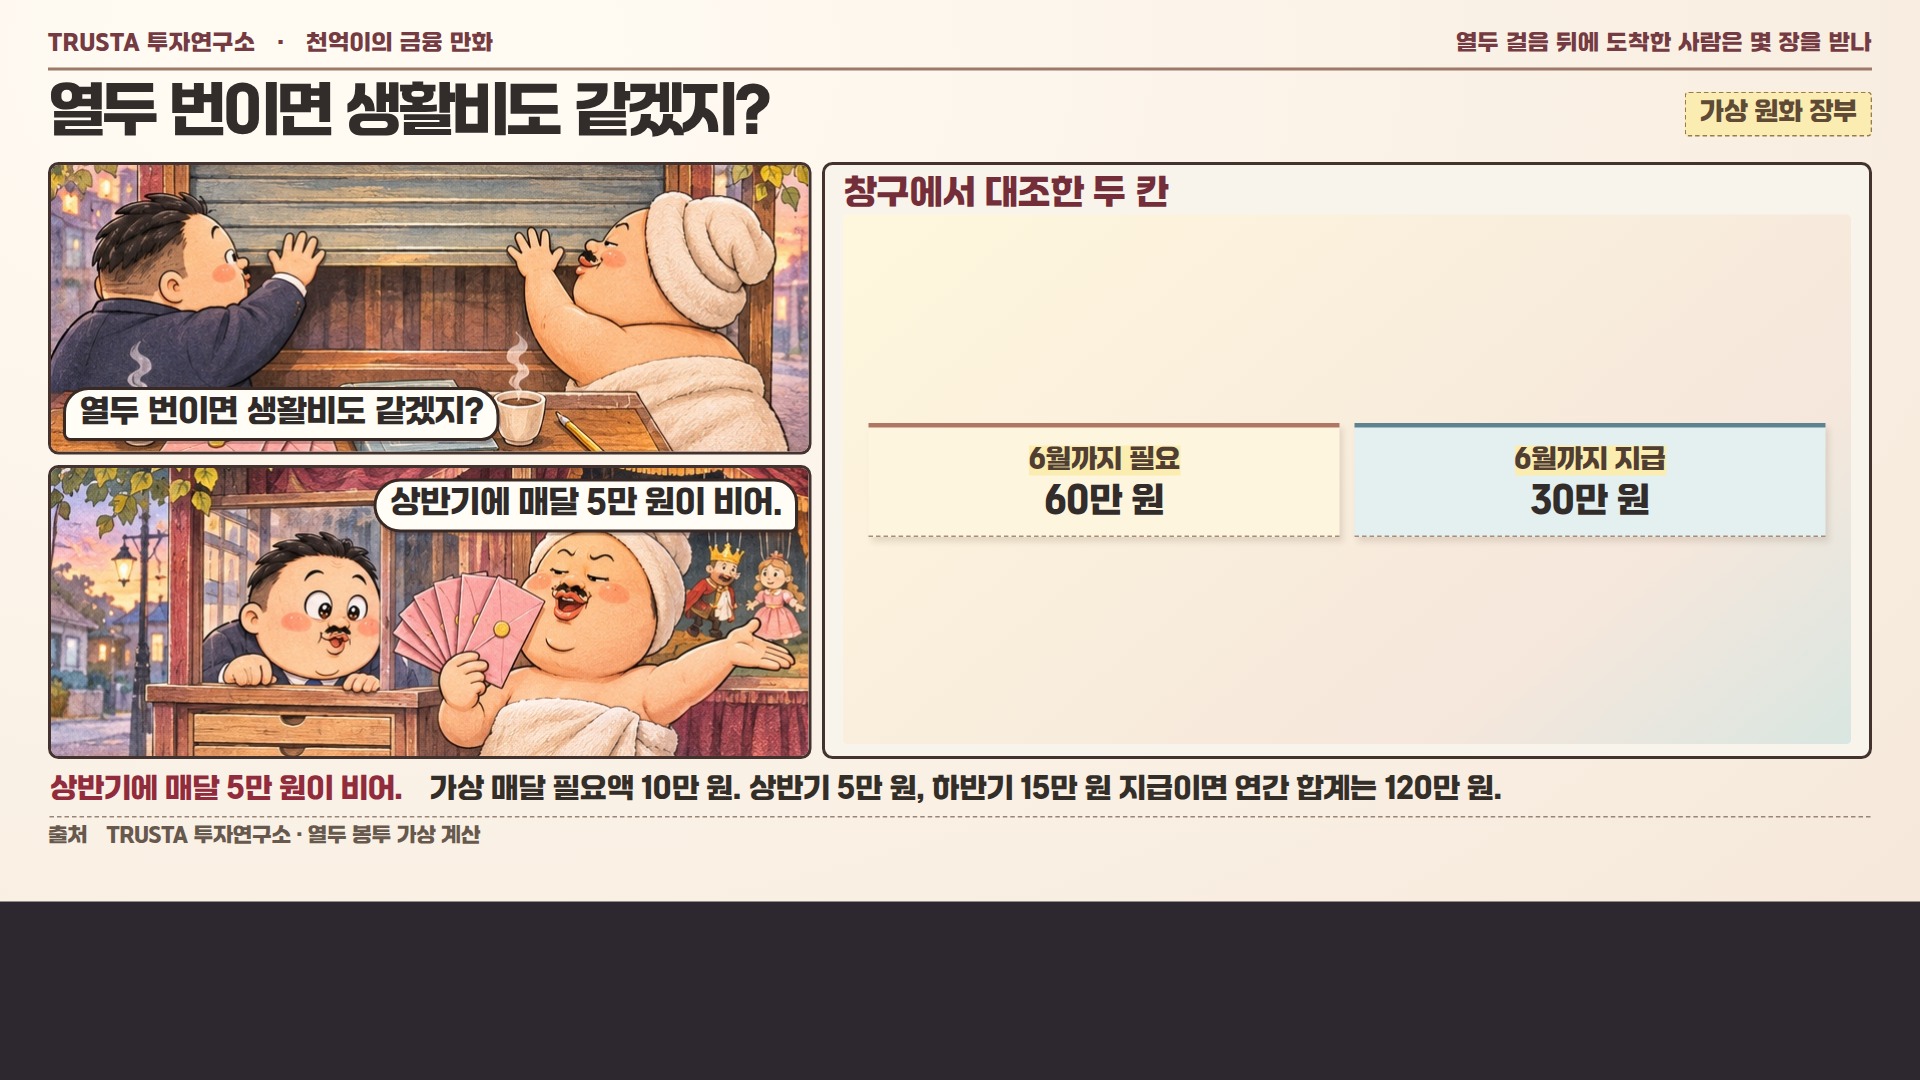 TRUSTA 투자연구소 · 천억이의 금융 만화
열두 걸음 뒤에 도착한 사람은 몇 장을 받나
열두 번이면 생활비도 같겠지?
가상 원화 장부
열두 번이면 생활비도 같겠지?
상반기에 매달 5만 원이 비어.
창구에서 대조한 두 칸
6월까지 필요
60만 원
6월까지 지급
30만 원
상반기에 매달 5만 원이 비어. 가상 매달 필요액 10만 원. 상반기 5만 원, 하반기 15만 원 지급이면 연간 합계는 120만 원.
출처 TRUSTA 투자연구소 · 열두 봉투 가상 계산